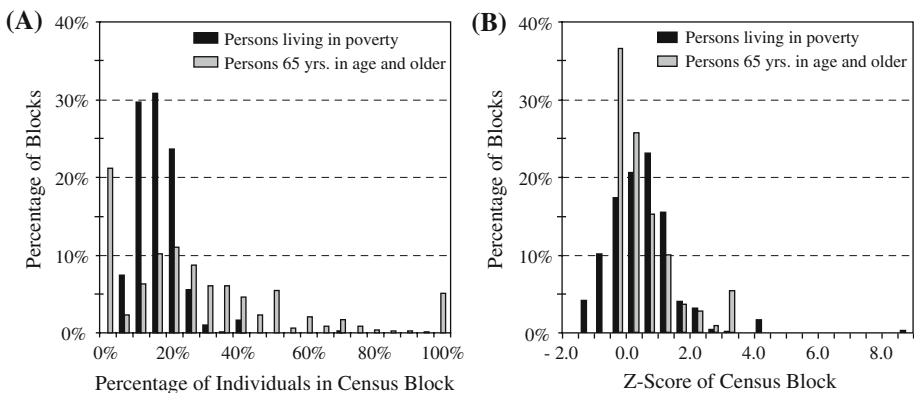 (A)
40%
30%
20%
10%
0%
Percentage of Blocks
Persons living in poverty
Persons 65 yrs. in age and older
0% 20% 40% 60% 80% 100%
Percentage of Individuals in Census Block
(B)
40%
30%
20%
10%
0%
Percentage of Blocks
Persons living in poverty
Persons 65 yrs. in age and older
- 2.0 0.0 2.0 4.0 6.0 8.0
Z-Score of Census Block